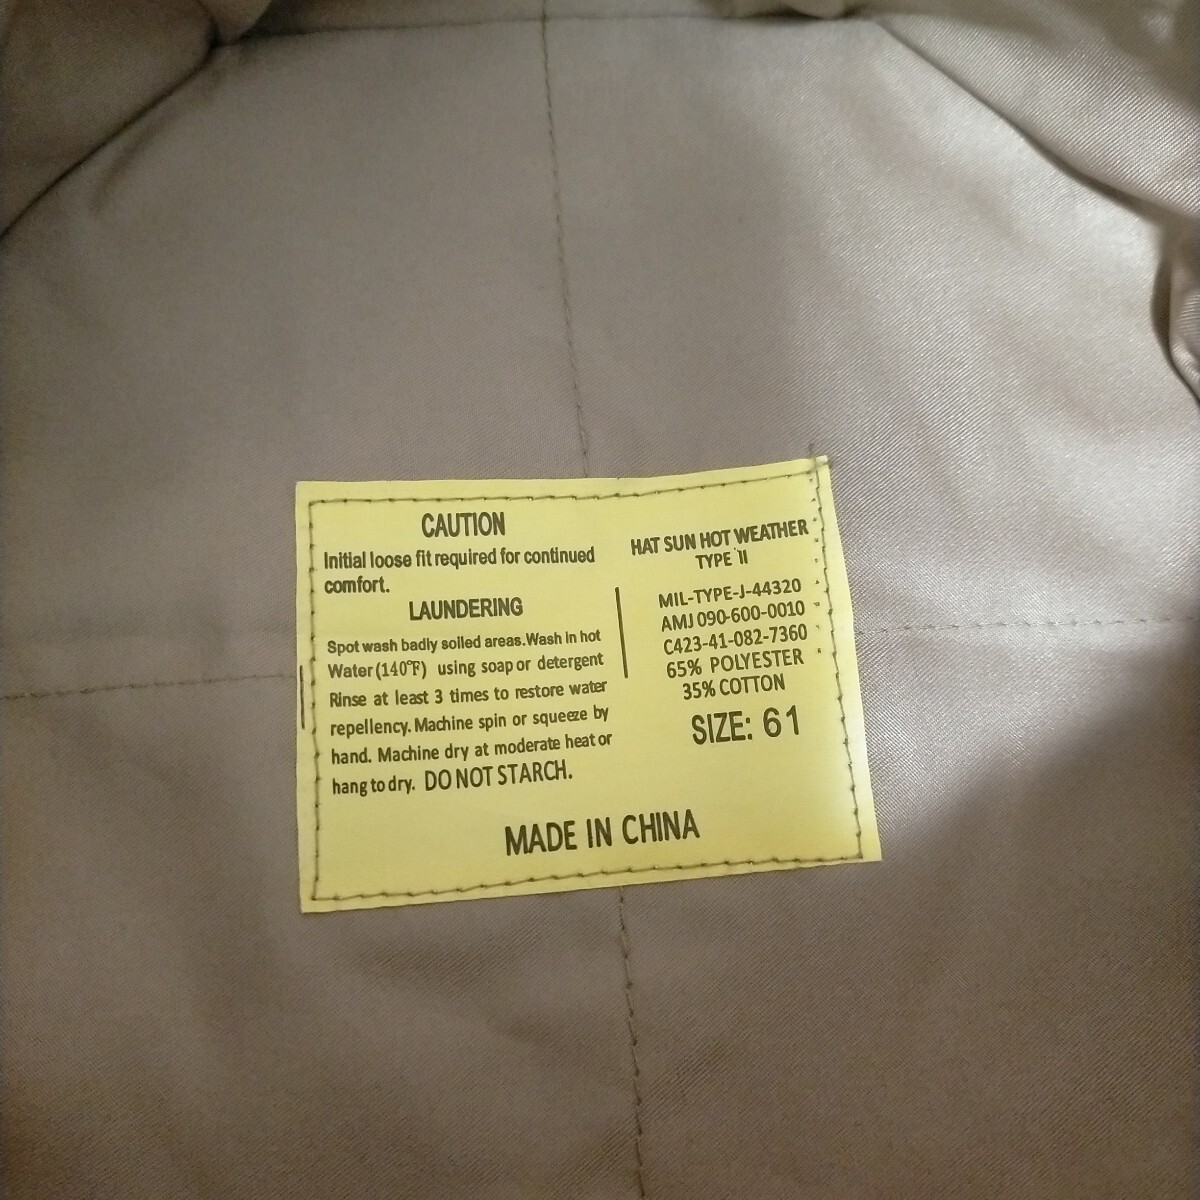 CAUTION
Initial loose fit required for continued
comfort.
LAUNDERING
Spot wash badly soiled areas.Wash in hot
Water(140°F) using soap or detergent
Rinse at least 3 times to restore water
repellency. Machine spin or squeeze by
hand. Machine dry at moderate heat or
hang to dry. DO NOT STARCH.
HAT SUN HOT WEATHER
TYPE II
MIL-TYPE-J-44320
AMJ 090-600-0010
C423-41-082-7360
65% POLYESTER
35% COTTON
SIZE: 61
MADE IN CHINA